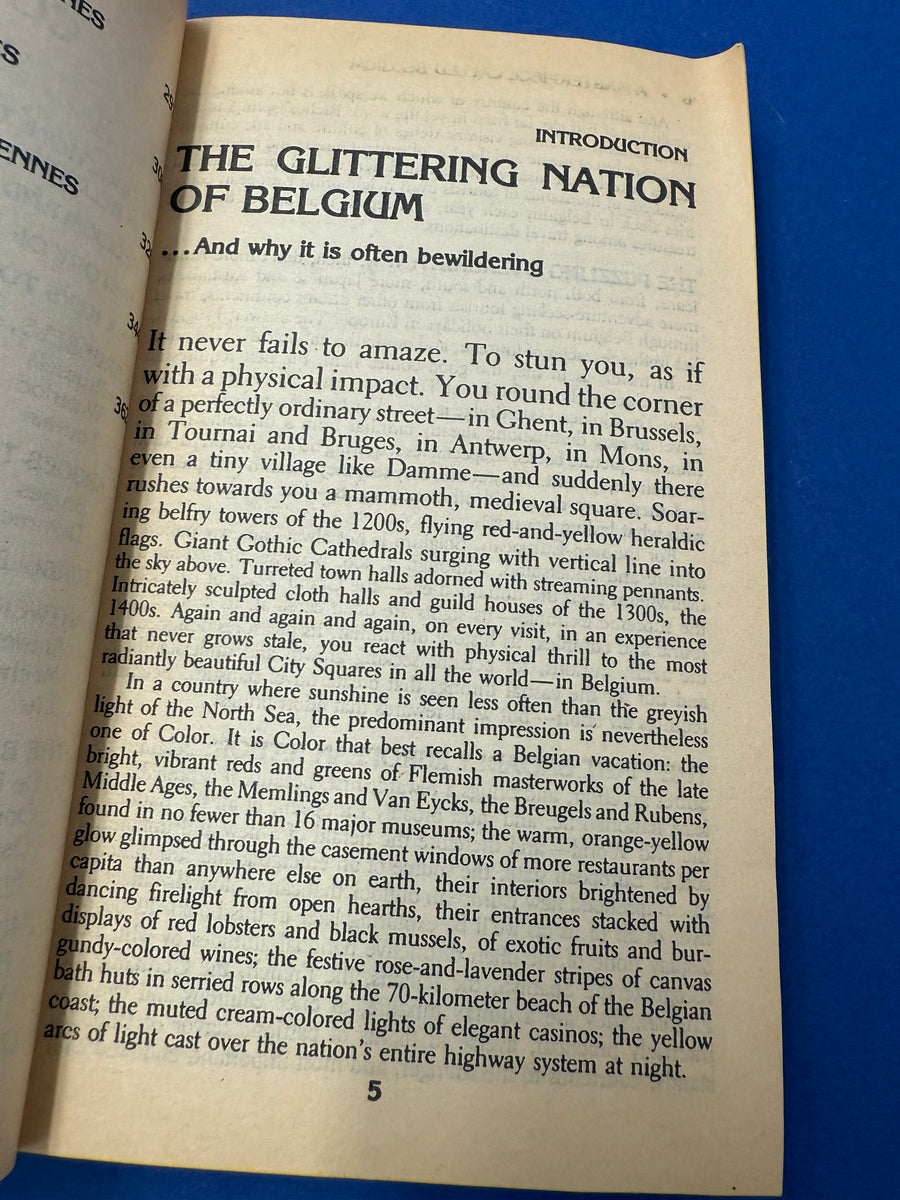 ENNES
29
304
32
344
36
INTRODUCTION
THE GLITTERING NATION
OF BELGIUM
...And why it is often bewildering
It never fails to amaze. To stun you, as if
with a physical impact. You round the corner
of a perfectly ordinary street—in Ghent, in Brussels,
in Tournai and Bruges, in Antwerp, in Mons, in
even a tiny village like Damme—and suddenly there
rushes towards you a mammoth, medieval square. Soar-
ing belfry towers of the 1200s, flying red-and-yellow heraldic
flags. Giant Gothic Cathedrals surging with vertical line into
the sky above. Turreted town halls adorned with streaming pennants.
Intricately sculpted cloth halls and guild houses of the 1300s, the
1400s. Again and again and again, on every visit, in an experience
that never grows stale, you react with physical thrill to the most
radiantly beautiful City Squares in all the world—in Belgium.
In a country where sunshine is seen less often than the greyish
light of the North Sea, the predominant impression is nevertheless
one of Color. It is Color that best recalls a Belgian vacation: the
bright, vibrant reds and greens of Flemish masterworks of the late
Middle Ages, the Memlings and Van Eycks, the Breugels and Rubens,
found in no fewer than 16 major museums; the warm, orange-yellow
glow glimpsed through the casement windows of more restaurants per
capita than anywhere else on earth, their interiors brightened by
dancing firelight from open hearths, their entrances stacked with
displays of red lobsters and black mussels, of exotic fruits and bur-
gundy-colored wines; the festive rose-and-lavender stripes of canvas
bath huts in serried rows along the 70-kilometer beach of the Belgian
coast; the muted cream-colored lights of elegant casinos; the yellow
arcs of light cast over the nation's entire highway system at night.
5